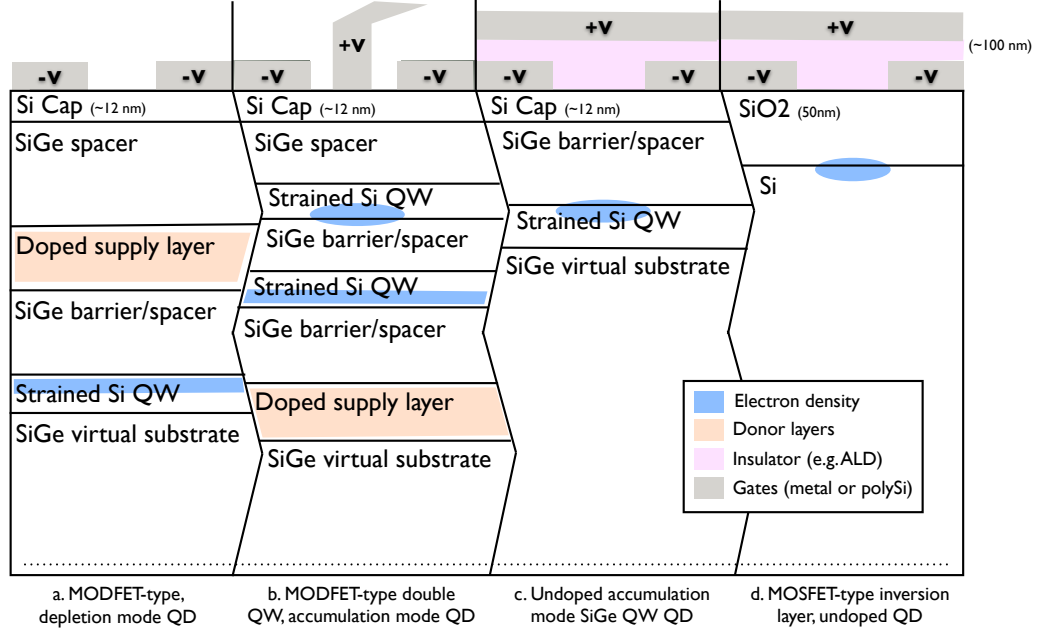 +v
+v
+v
(~100 nm)
-v
-v
-v
-v
-v
-v
-v
-v
Si Cap (~12 nm)
SiGe spacer
Doped supply layer
SiGe barrier/spacer
Strained Si QW
SiGe virtual substrate
Si Cap (~12 nm)
SiGe spacer
Strained Si QW
SiGe barrier/spacer
Strained Si QW
SiGe barrier/spacer
Doped supply layer
SiGe virtual substrate
Si Cap (~12 nm)
SiGe barrier/spacer
Strained Si QW
SiGe virtual substrate
SiO2 (50nm)
Si
Electron density
Donor layers
Insulator (e.g. ALD)
Gates (metal or polySi)
a. MODFET-type,
depletion mode QD
b. MODFET-type double
QW, accumulation mode QD
c. Undoped accumulation
mode SiGe QW QD
d. MOSFET-type inversion
layer, undoped QD